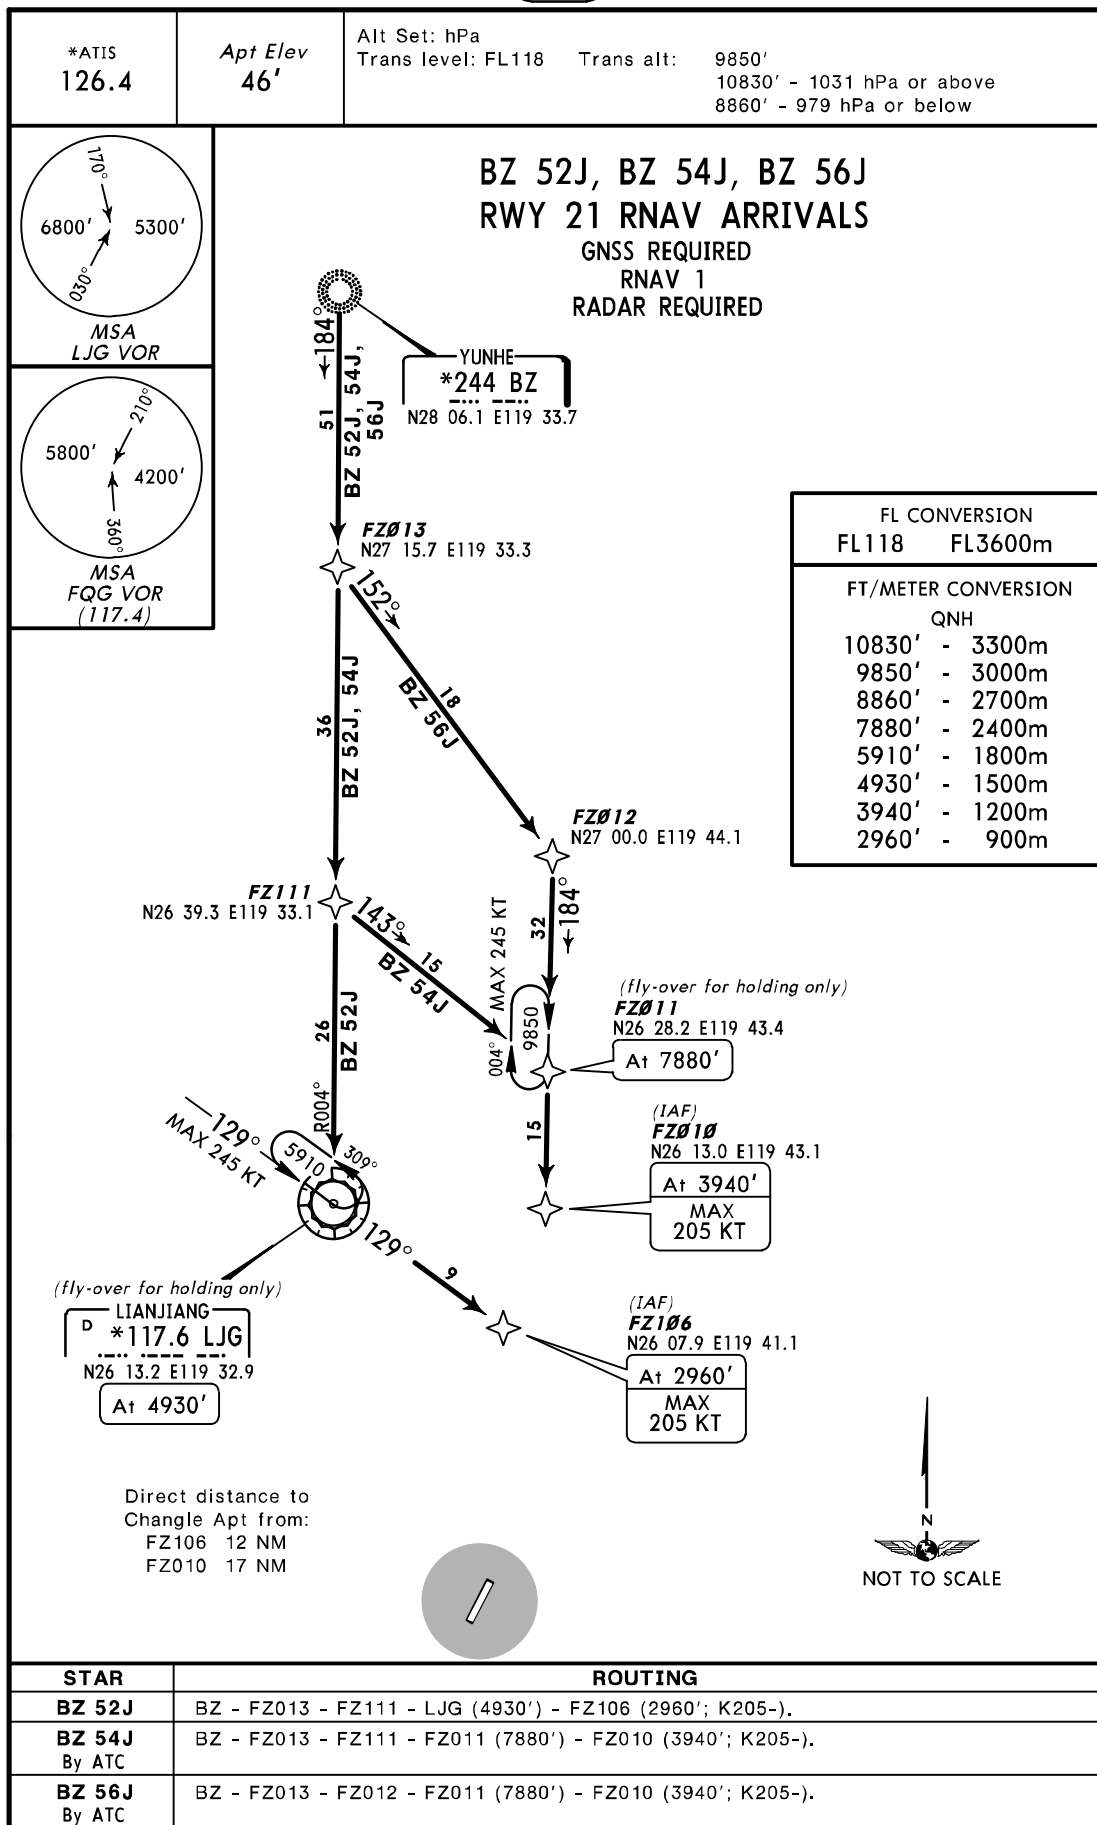 *ATIS
126.4
Apt Elev
46'
Alt Set: hPa
Trans level: FL118 Trans alt: 9850'
10830' - 1031 hPa or above
8860' - 979 hPa or below
170°
6800' 5300'
030°
MSA
LJG VOR
210°
5800'
4200'
360°
MSA
FQG VOR
(117.4)
BZ 52J, BZ 54J, BZ 56J
RWY 21 RNAV ARRIVALS
GNSS REQUIRED
RNAV 1
RADAR REQUIRED
184°
51
BZ 52J, 54J,
56J
YUNHE
*244 BZ
N28 06.1 E119 33.7
FZØ13
N27 15.7 E119 33.3
152°
18
BZ 56J
36
BZ 52J, 54J
FL CONVERSION
FL118 FL3600m
FT/METER CONVERSION
QNH
10830' - 3300m
9850' - 3000m
8860' - 2700m
7880' - 2400m
5910' - 1800m
4930' - 1500m
3940' - 1200m
2960' - 900m
FZØ12
N27 00.0 E119 44.1
FZ111
N26 39.3 E119 33.1
143°
15
BZ 54J
MAX 245 KT
32
184°
26
BZ 52J
9850
004°
(fly-over for holding only)
FZØ11
N26 28.2 E119 43.4
At 7880'
R004°
129°
MAX 245 KT
5910
309°
15
(IAF)
FZØ1Ø
N26 13.0 E119 43.1
At 3940'
MAX
205 KT
129°
9
(fly-over for holding only)
LIANJIANG
D *117.6 LJG
N26 13.2 E119 32.9
At 4930'
(IAF)
FZ1Ø6
N26 07.9 E119 41.1
At 2960'
MAX
205 KT
Direct distance to
Changle Apt from:
FZ106 12 NM
FZ010 17 NM
N
NOT TO SCALE
STAR ROUTING
BZ 52J BZ - FZ013 - FZ111 - LJG (4930') - FZ106 (2960'; K205-).
BZ 54J BZ - FZ013 - FZ111 - FZ011 (7880') - FZ010 (3940'; K205-).
By ATC
BZ 56J BZ - FZ013 - FZ012 - FZ011 (7880') - FZ010 (3940'; K205-).
By ATC